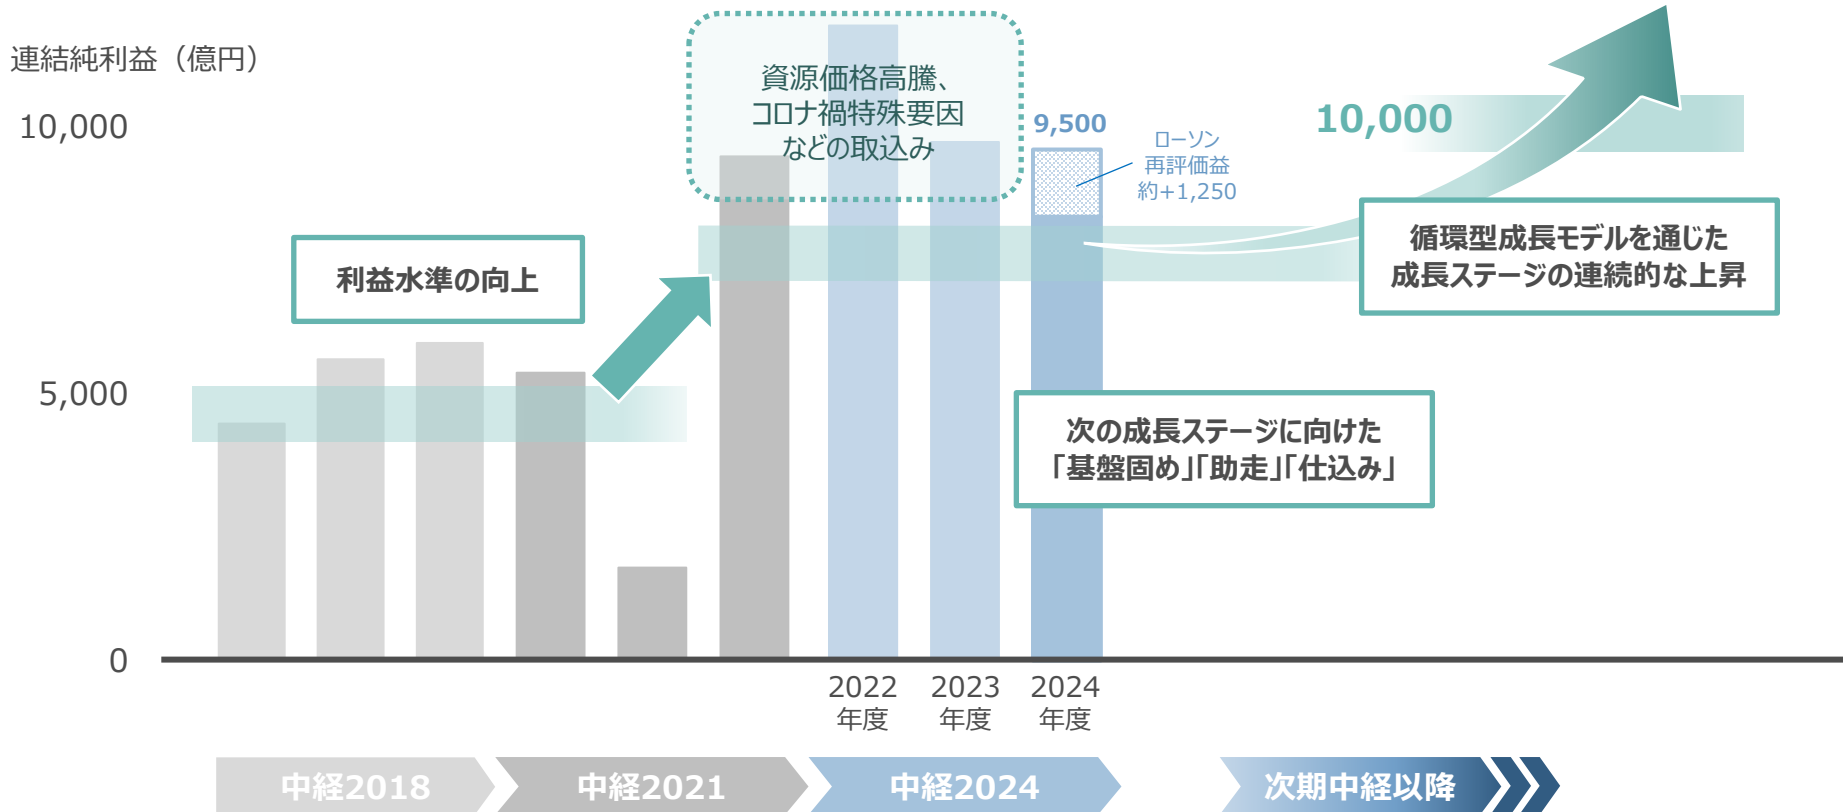 連結純利益（億円）
10,000
5,000
0
利益水準の向上
資源価格高騰、
コロナ禍特殊要因
などの取込み
9,500
ローソン
再評価益
約+1,250
10,000
循環型成長モデルを通じた
成長ステージの連続的な上昇
次の成長ステージに向けた
「基盤固め」「助走」「仕込み」
2022
年度
2023
年度
2024
年度
中経2018
中経2021
中経2024
次期中経以降